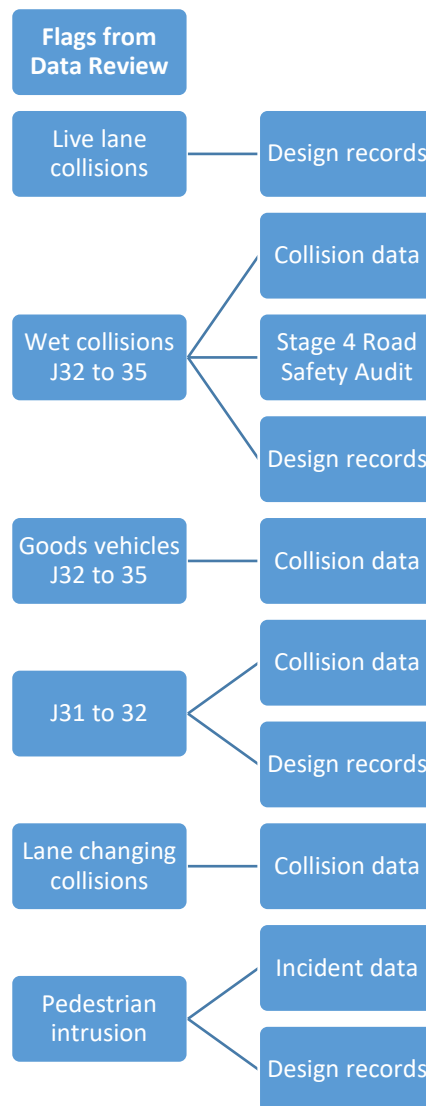 Flags from
Data Review
Live lane
collisions
Design records
Wet collisions
J32 to 35
Collision data
Stage 4 Road
Safety Audit
Design records
Goods vehicles
J32 to 35
Collision data
J31 to 32
Collision data
Design records
Lane changing
collisions
Collision data
Pedestrian
intrusion
Incident data
Design records